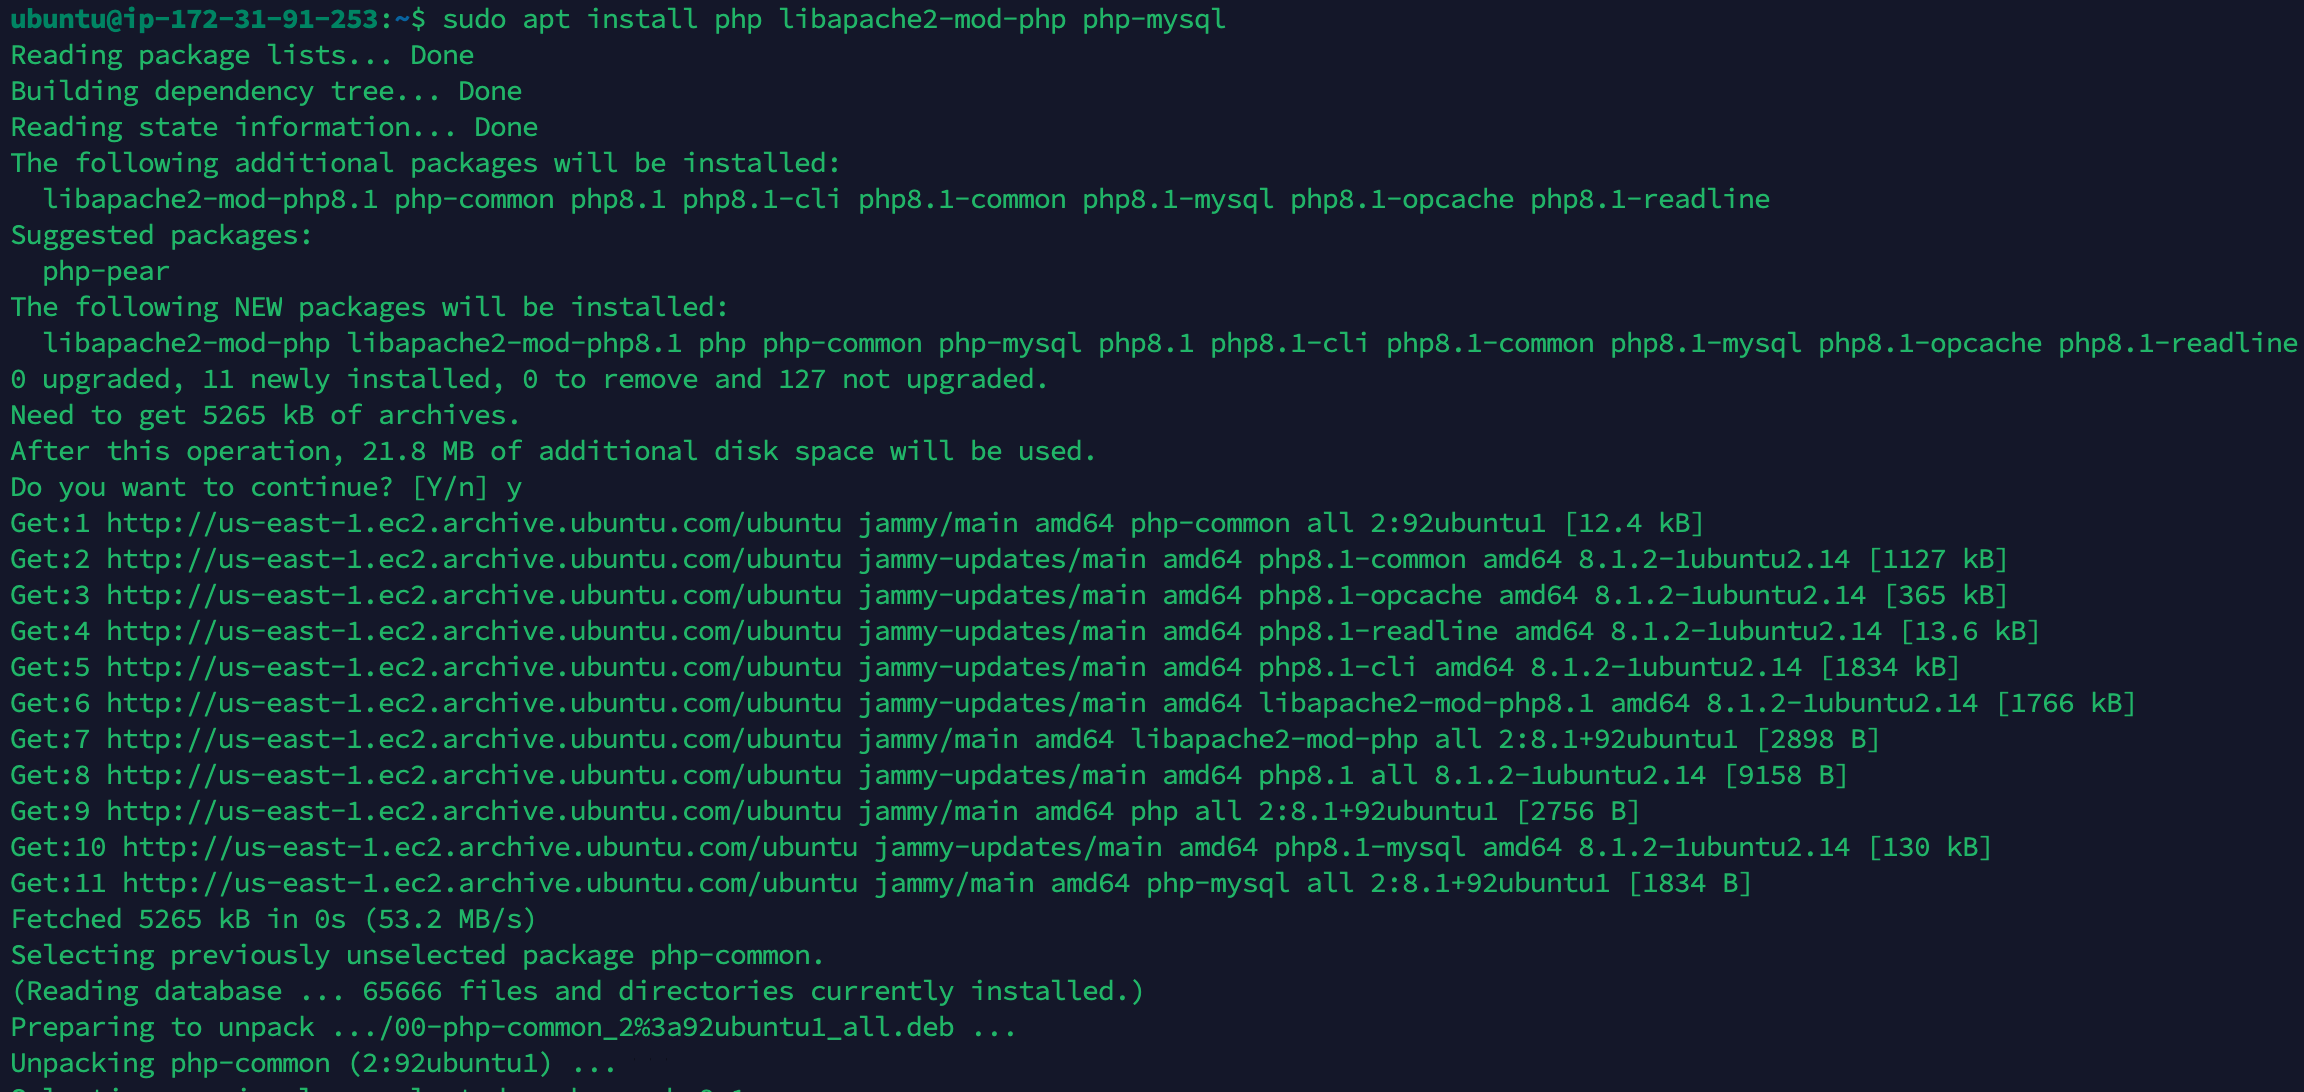 ubuntu@ip-172-31-91-253:~$ sudo apt install php libapache2-mod-php php-mysql
Reading package lists... Done
Building dependency tree... Done
Reading state information... Done
The following additional packages will be installed:
  libapache2-mod-php8.1 php-common php8.1 php8.1-cli php8.1-common php8.1-mysql php8.1-opcache php8.1-readline
Suggested packages:
  php-pear
The following NEW packages will be installed:
  libapache2-mod-php libapache2-mod-php8.1 php php-common php-mysql php8.1 php8.1-cli php8.1-common php8.1-mysql php8.1-opcache php8.1-readline
0 upgraded, 11 newly installed, 0 to remove and 127 not upgraded.
Need to get 5265 kB of archives.
After this operation, 21.8 MB of additional disk space will be used.
Do you want to continue? [Y/n] y
Get:1 http://us-east-1.ec2.archive.ubuntu.com/ubuntu jammy/main amd64 php-common all 2:92ubuntu1 [12.4 kB]
Get:2 http://us-east-1.ec2.archive.ubuntu.com/ubuntu jammy-updates/main amd64 php8.1-common amd64 8.1.2-1ubuntu2.14 [1127 kB]
Get:3 http://us-east-1.ec2.archive.ubuntu.com/ubuntu jammy-updates/main amd64 php8.1-opcache amd64 8.1.2-1ubuntu2.14 [365 kB]
Get:4 http://us-east-1.ec2.archive.ubuntu.com/ubuntu jammy-updates/main amd64 php8.1-readline amd64 8.1.2-1ubuntu2.14 [13.6 kB]
Get:5 http://us-east-1.ec2.archive.ubuntu.com/ubuntu jammy-updates/main amd64 php8.1-cli amd64 8.1.2-1ubuntu2.14 [1834 kB]
Get:6 http://us-east-1.ec2.archive.ubuntu.com/ubuntu jammy-updates/main amd64 libapache2-mod-php8.1 amd64 8.1.2-1ubuntu2.14 [1766 kB]
Get:7 http://us-east-1.ec2.archive.ubuntu.com/ubuntu jammy/main amd64 libapache2-mod-php all 2:8.1+92ubuntu1 [2898 B]
Get:8 http://us-east-1.ec2.archive.ubuntu.com/ubuntu jammy-updates/main amd64 php8.1 all 8.1.2-1ubuntu2.14 [9158 B]
Get:9 http://us-east-1.ec2.archive.ubuntu.com/ubuntu jammy/main amd64 php all 2:8.1+92ubuntu1 [2756 B]
Get:10 http://us-east-1.ec2.archive.ubuntu.com/ubuntu jammy-updates/main amd64 php8.1-mysql amd64 8.1.2-1ubuntu2.14 [130 kB]
Get:11 http://us-east-1.ec2.archive.ubuntu.com/ubuntu jammy/main amd64 php-mysql all 2:8.1+92ubuntu1 [1834 B]
Fetched 5265 kB in 0s (53.2 MB/s)
Selecting previously unselected package php-common.
(Reading database ... 65666 files and directories currently installed.)
Preparing to unpack .../00-php-common_2%3a92ubuntu1_all.deb ...
Unpacking php-common (2:92ubuntu1) ...